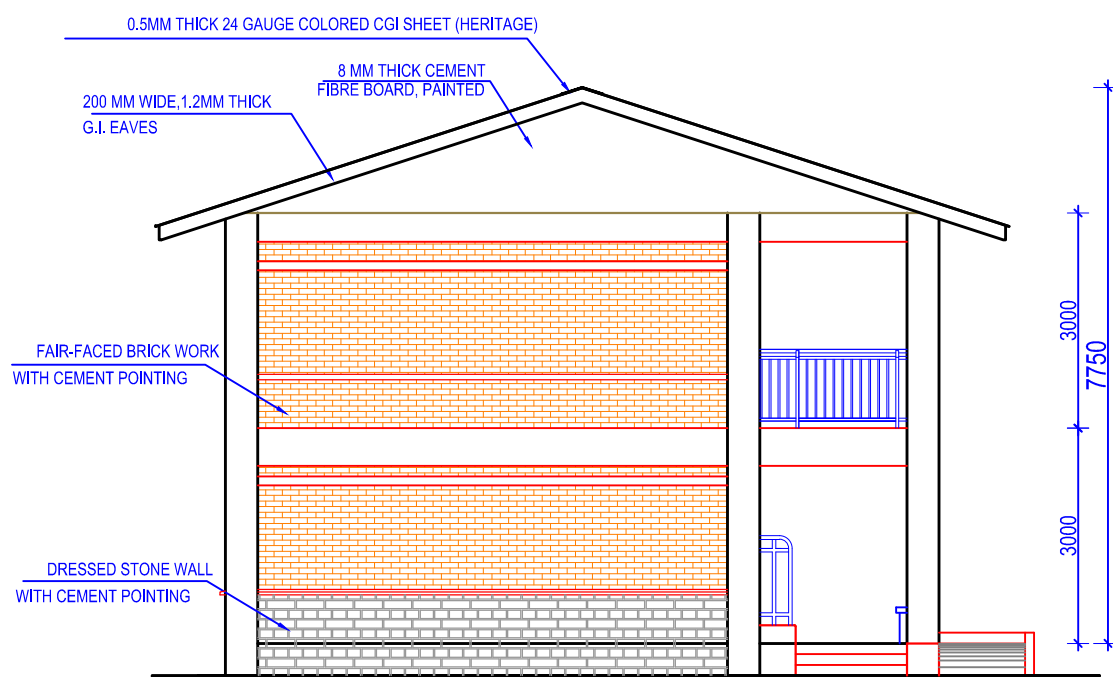 0.5MM THICK 24 GAUGE COLORED CGI SHEET (HERITAGE)
8 MM THICK CEMENT
FIBRE BOARD, PAINTED
200 MM WIDE,1.2MM THICK
G.I. EAVES
FAIR-FACED BRICK WORK
WITH CEMENT POINTING
DRESSED STONE WALL
WITH CEMENT POINTING
3000
7750
3000